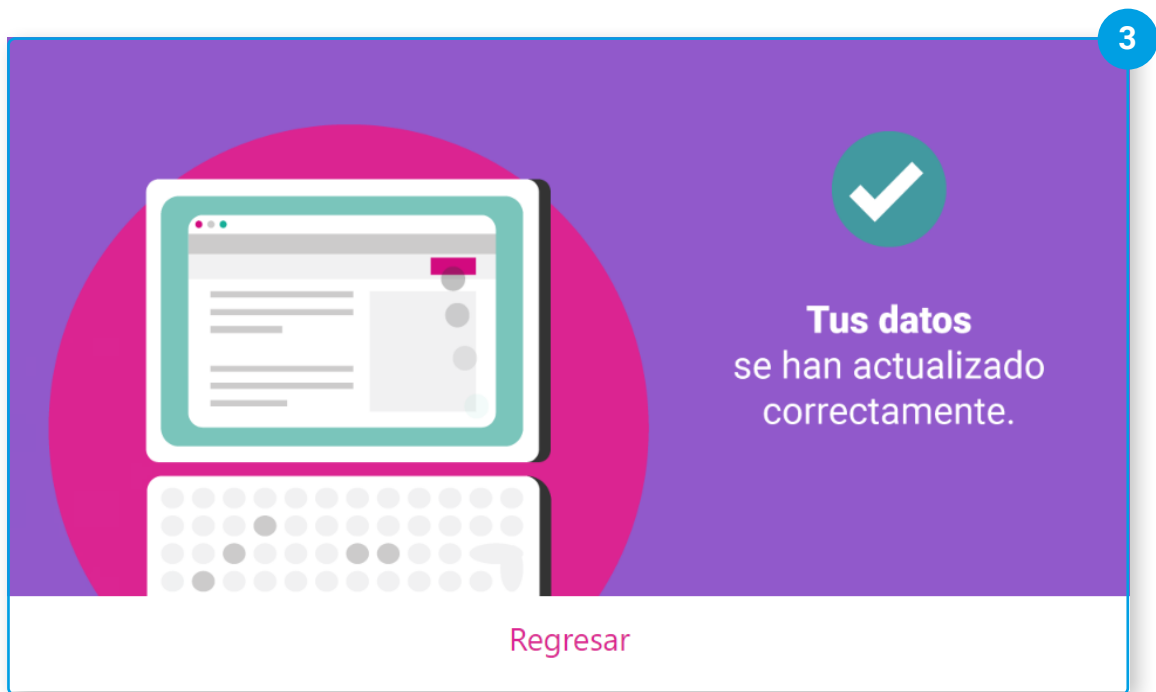 3
Tus datos
se han actualizado
correctamente.
Regresar